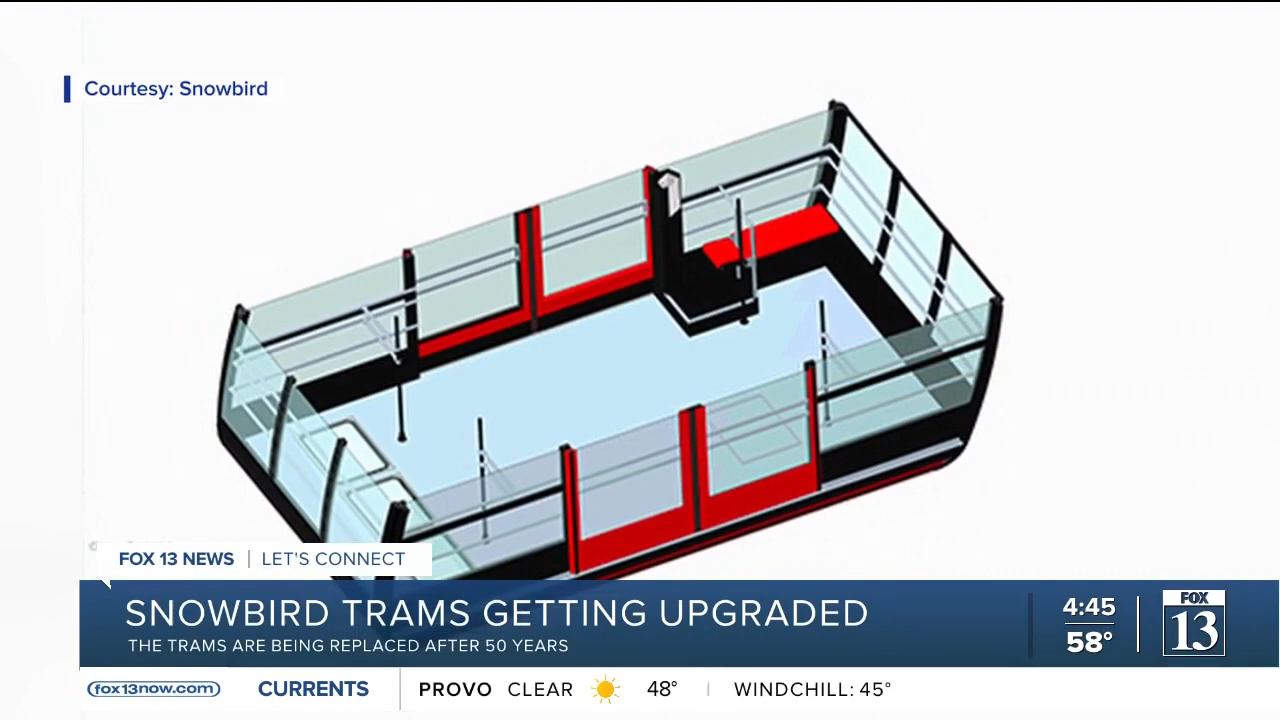 Courtesy: Snowbird
FOX 13 NEWS | LET'S CONNECT
SNOWBIRD TRAMS GETTING UPGRADED
THE TRAMS ARE BEING REPLACED AFTER 50 YEARS
4:45
58°
FOX
13
fox13now.com CURRENTS PROVO CLEAR 48° | WINDCHILL: 45°